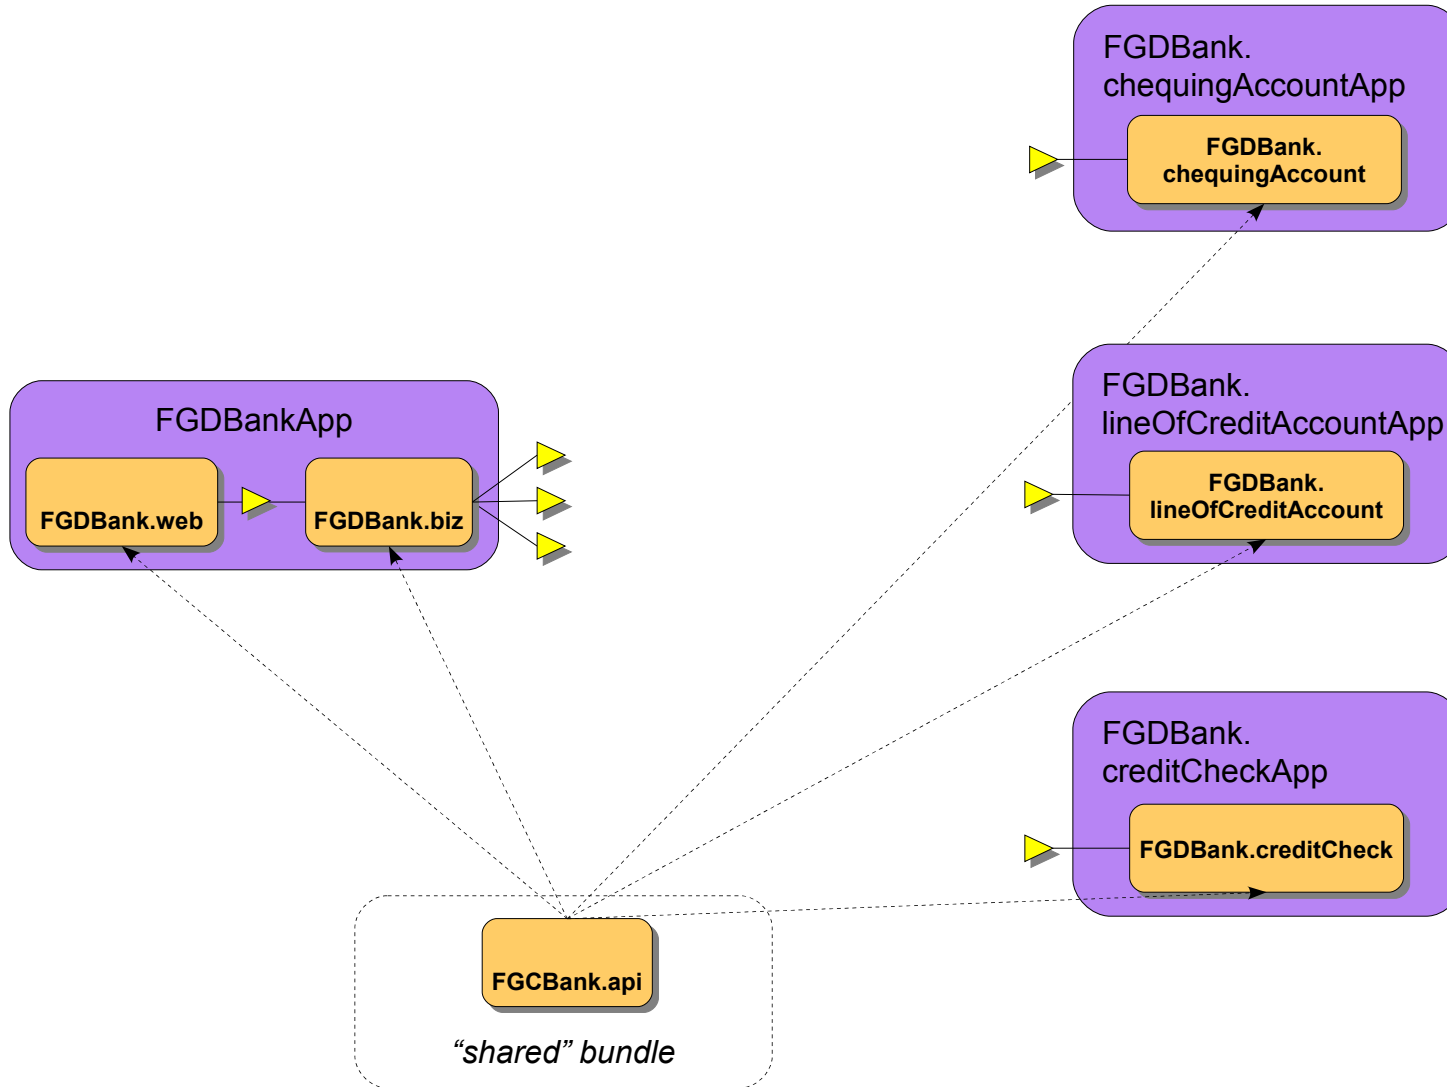 FGDBank.
chequingAccountApp
FGDBank.
chequingAccount
FGDBankApp
FGDBank.web
FGDBank.biz
FGDBank.
lineOfCreditAccountApp
FGDBank.
lineOfCreditAccount
FGDBank.
creditCheckApp
FGDBank.creditCheck
FGCBank.api
“shared” bundle